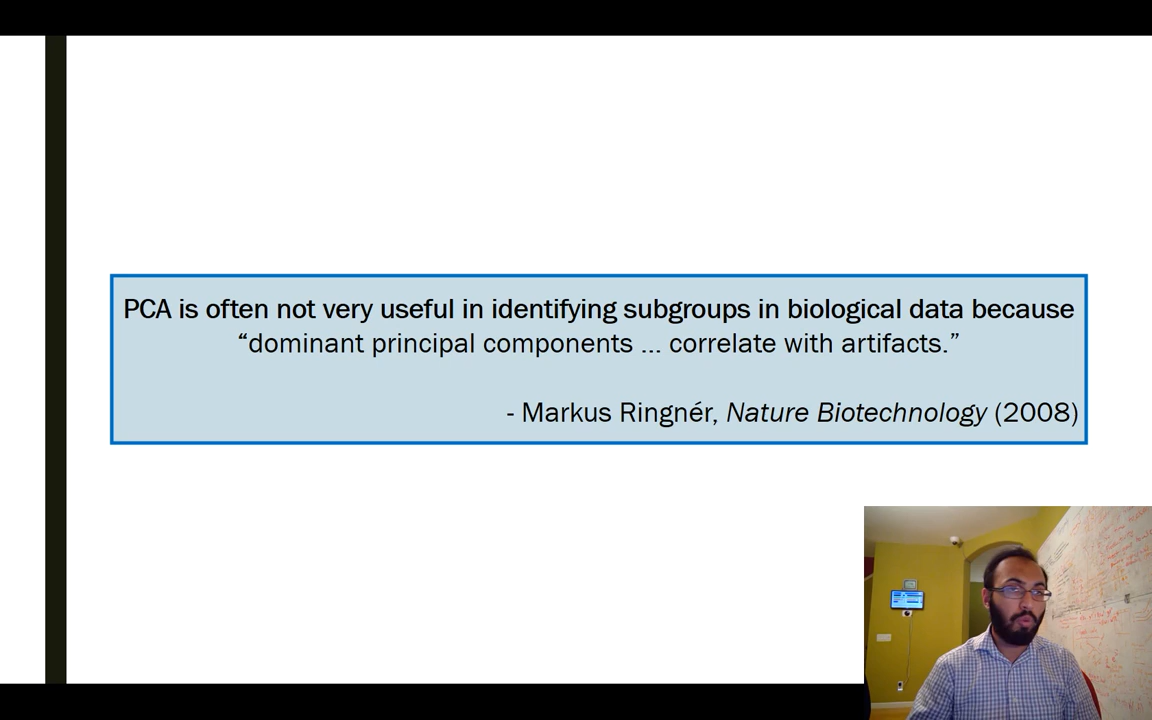 PCA is often not very useful in identifying subgroups in biological data because
“dominant principal components ... correlate with artifacts.”
- Markus Ringnér, Nature Biotechnology (2008)